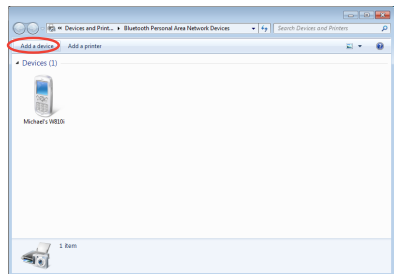 « Devices and Print... ▸ Bluetooth Personal Area Network Devices
Search Devices and Printers
Add a device
Add a printer
Devices (1)
Michael's W810i
1 item